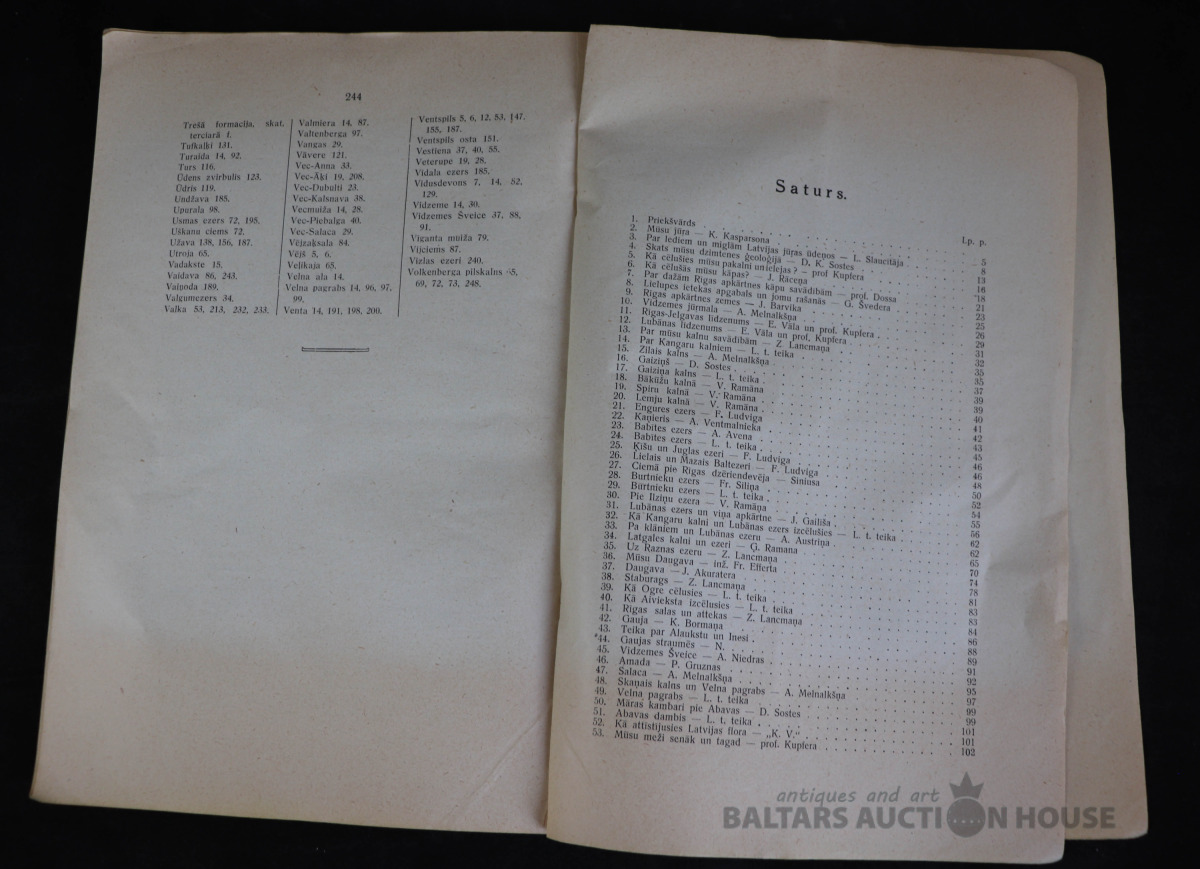 244
Trešā formācija, skat.
terciarā f.
Tufkaļķi 131.
Turaida 14, 92.
Turs 116.
Ūdens zvirbulis 123.
Ūdris 119.
Undžava 185.
Upurala 98.
Usmas ezers 72, 195.
Uškanu ciems 72.
Užava 138, 156, 187.
Utroja 65.
Vadakste 15.
Vaidava 86, 243.
Vaipoda 189.
Valgumezers 34.
Valka 53, 213, 232, 233.
Valmiera 14, 87.
Valtenberga 97.
Vangas 29.
Vāvere 121.
Vec-Anna 33.
Vec-Āķi 19, 208.
Vec-Dubulti 23.
Vec-Kalsnava 38.
Vecmuiža 14, 28.
Vec-Piebalga 40.
Vec-Salaca 29.
Vējzaķsala 84.
Vējš 5, 6.
Veļikaja 65.
Velna ala 14.
Velna pagrabs 14, 96, 97,
99.
Venta 14, 191, 198, 200.
Ventspils 5, 6, 12, 53, 147,
155, 187.
Ventspils osta 151.
Vestiena 37, 40, 55.
Veterupe 19, 28.
Vidala ezers 185.
Vidusdevons 7, 14, 52,
129.
Vidzeme 14, 30.
Vidzemes Šveice 37, 88,
91.
Viganta muiža 79.
Vijciems 87.
Vizlas ezeri 240.
Volkenberga pilskalns 65,
69, 72, 73, 248.
Saturs.
Lp. p.
1. Priekšvārds
2. Mūsu jūra — K. Kasparsona 5
3. Par lediem un miglām Latvijas jūras ūdeņos — L. Slaucītāja 8
4. Skats mūsu dzimtenes ģeoloģijā — D. K. Sostes 13
5. Kā cēlušies mūsu pakalni un lejas? — prof Kupfera 16
6. Kā cēlušās mūsu kāpas? — J. Rāceņa 18
7. Par dažām Rīgas apkārtnes kāpu savādībām — prof. Dossa 21
8. Lielupes ietekas apgabals un jomu rašanās — G. Švedera 23
9. Rīgas apkārtnes zemes — J. Barvika 25
10. Vidzemes jūrmala — A. Melnalkšņa 26
11. Rīgas-Jelgavas līdzenums — E. Vāla un prof. Kupfera 29
12. Lubānas līdzenums — E. Vāla un prof. Kupfera 31
13. Par mūsu kalnu savādībām — Z. Lancmaņa 32
14. Par Kangaru kalniem — L. t. teika 35
15. Zilais kalns — A. Melnalkšņa 35
16. Gaiziņš — D. Sostes 37
17. Gaiziņa kalns — L. t. teika 39
18. Bākūžu kalnā — V. Ramāna 39
19. Spiru kalnā — V. Ramāna 40
20. Lemju kalnā — V. Ramāna 41
21. Engures ezers — F. Ludviga 42
22. Kaņieris — A. Ventmalnieka 43
23. Babītes ezers — A. Avena 45
24. Babītes ezers — L. t. teika 46
25. Ķīšu un Juglas ezeri — F. Ludviga 46
26. Lielais un Mazais Baltezeri — F. Ludviga 48
27. Ciemā pie Rīgas dzēriendevēja — Siniusa 50
28. Burtnieku ezers — Fr. Siliņa 52
29. Burtnieku ezers — L. t. teika 54
30. Pie Ilziņu ezera — V. Ramāņa 55
31. Lubānas ezers un viņa apkārtne — J. Gailiša 56
32. Kā Kangaru kalni un Lubānas ezers izcēlušies — L. t. teika 62
33. Pa klāniem un Lubānas ezeru — A. Austriņa 62
34. Latgales kalni un ezeri — Ģ. Ramana 65
35. Uz Raznas ezeru — Z. Lancmaņa 70
36. Mūsu Daugava — inž. Fr. Efferta 74
37. Daugava — J. Akuratera 78
38. Staburags — Z. Lancmaņa 81
39. Kā Ogre cēlusies — L. t. teika 83
40. Kā Aivieksta izcēlusies — L. t. teika 83
41. Rīgas salas un attekas — Z. Lancmaņa 84
42. Gauja — K. Bormaņa 86
43. Teika par Alaukstu un Inesi 88
44. Gaujas straumēs — N. 89
45. Vidzemes Šveice — A. Niedras 91
46. Amada — P. Gruznas 92
47. Salaca — A. Melnalkšņa 95
48. Skaņais kalns un Velna pagrabs — A. Melnalkšņa 97
49. Velna pagrabs — L. t. teika 99
50. Māras kambari pie Abavas — D. Sostes 99
51. Abavas dambis — L. t. teika 101
52. Kā attīstījusies Latvijas flora — „K. V.“ 101
53. Mūsu meži senāk un tagad — prof. Kupfera 102
antiques and art
BALTARS AUCTION HOUSE